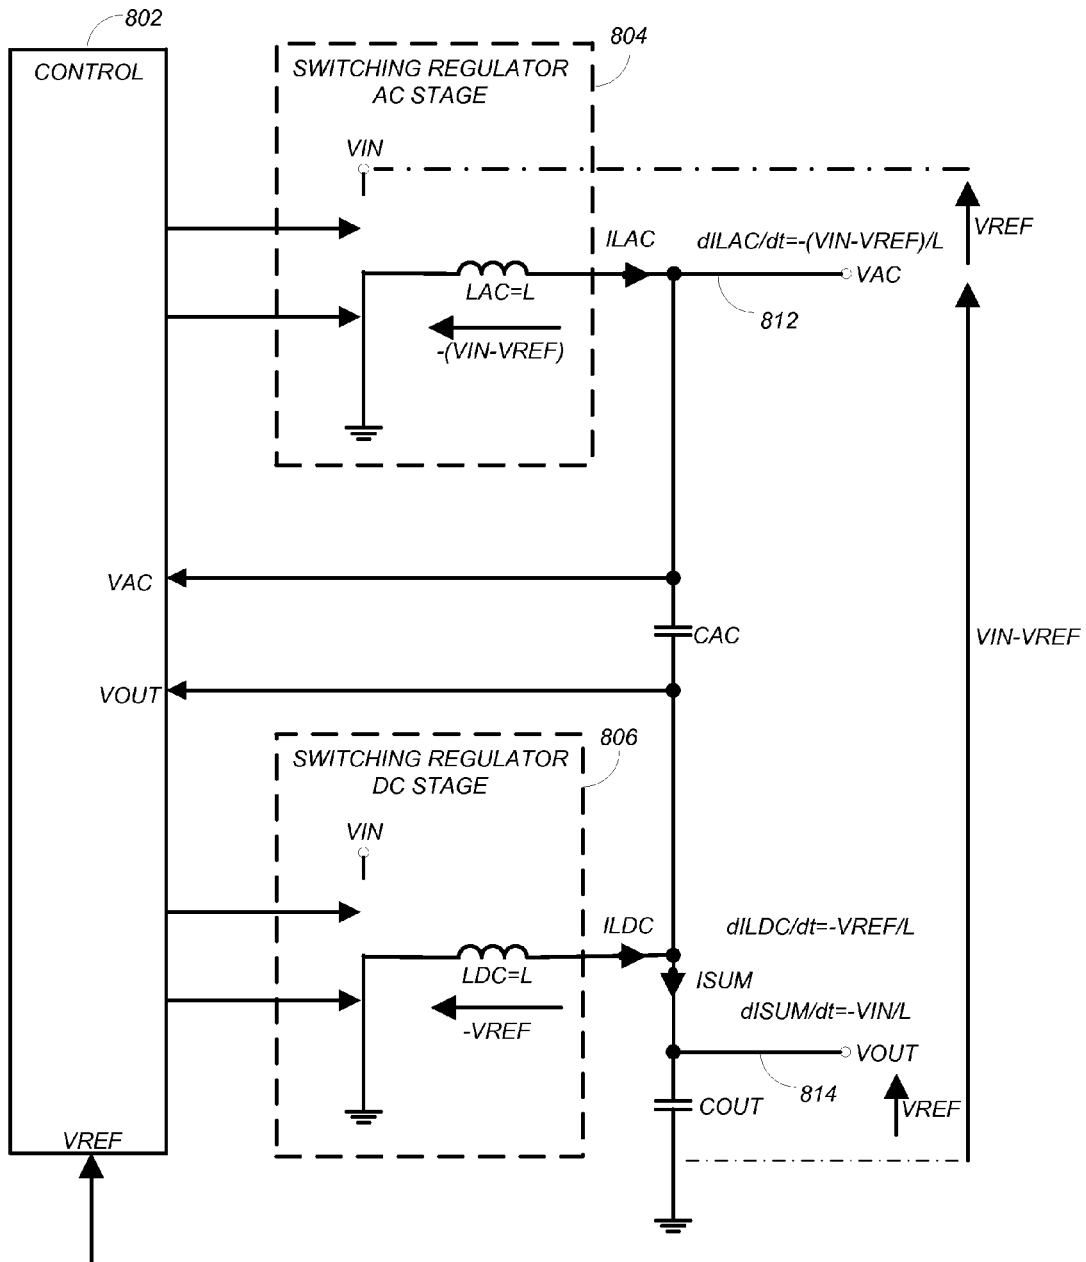 802
CONTROL
804
SWITCHING REGULATOR
AC STAGE
VIN
VREF
ILAC
dILAC/dt=-(VIN-VREF)/L
VAC
LAC=L
812
-(VIN-VREF)
VAC
CAC
VIN-VREF
VOUT
806
SWITCHING REGULATOR
DC STAGE
VIN
ILDC
dILDC/dt=-VREF/L
LDC=L
ISUM
dISUM/dt=-VIN/L
-VREF
VOUT
814
COUT
VREF
VREF